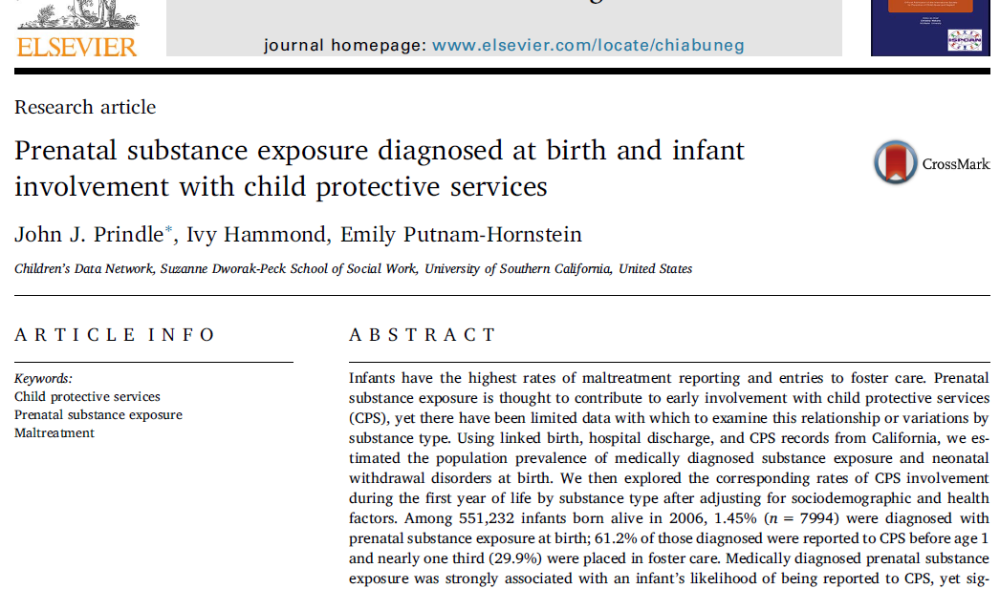 ELSEVIER
journal homepage: www.elsevier.com/locate/chiabuneg
Research article
Prenatal substance exposure diagnosed at birth and infant
involvement with child protective services
CrossMark
John J. Prindle*, Ivy Hammond, Emily Putnam-Hornstein
Children's Data Network, Suzanne Dworak-Peck School of Social Work, University of Southern California, United States
ARTICLE INFO
Keywords:
Child protective services
Prenatal substance exposure
Maltreatment
ABSTRACT
Infants have the highest rates of maltreatment reporting and entries to foster care. Prenatal
substance exposure is thought to contribute to early involvement with child protective services
(CPS), yet there have been limited data with which to examine this relationship or variations by
substance type. Using linked birth, hospital discharge, and CPS records from California, we es-
timated the population prevalence of medically diagnosed substance exposure and neonatal
withdrawal disorders at birth. We then explored the corresponding rates of CPS involvement
during the first year of life by substance type after adjusting for sociodemographic and health
factors. Among 551,232 infants born alive in 2006, 1.45% (n = 7994) were diagnosed with
prenatal substance exposure at birth; 61.2% of those diagnosed were reported to CPS before age 1
and nearly one third (29.9%) were placed in foster care. Medically diagnosed prenatal substance
exposure was strongly associated with an infant's likelihood of being reported to CPS, yet sig-